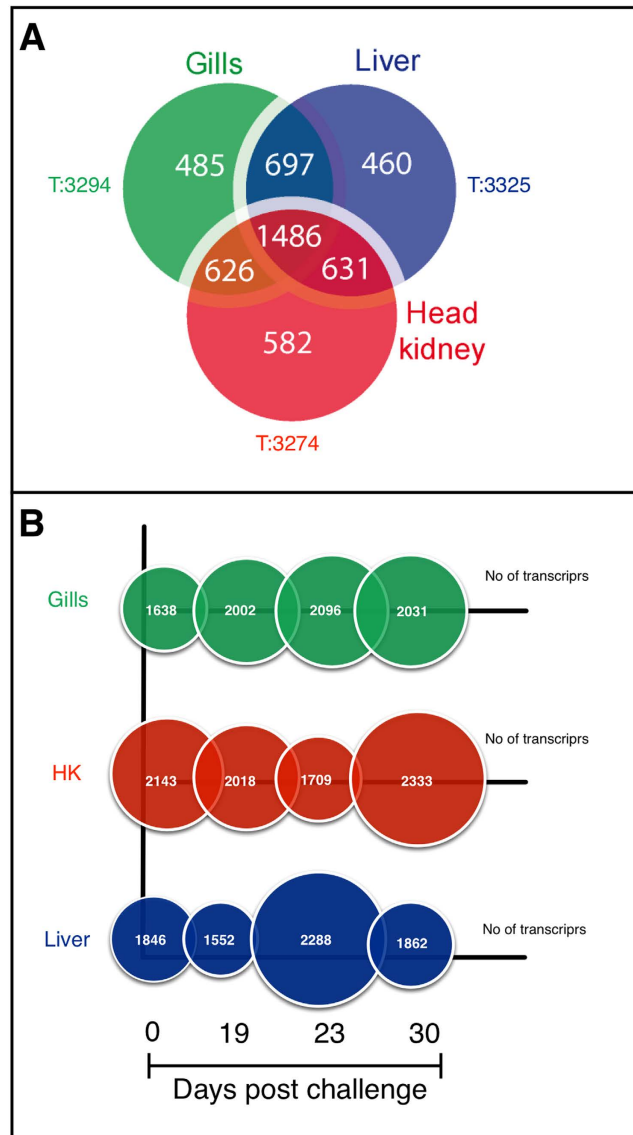 A
Gills
Liver
485
697
460
T:3294
T:3325
1486
626
631
Head
kidney
582
T:3274
B
Gills
1638
2002
2096
2031
No of transcriprs
HK
2143
2018
1709
2333
No of transcriprs
Liver
1846
1552
2288
1862
No of transcriprs
0 19 23 30
Days post challenge